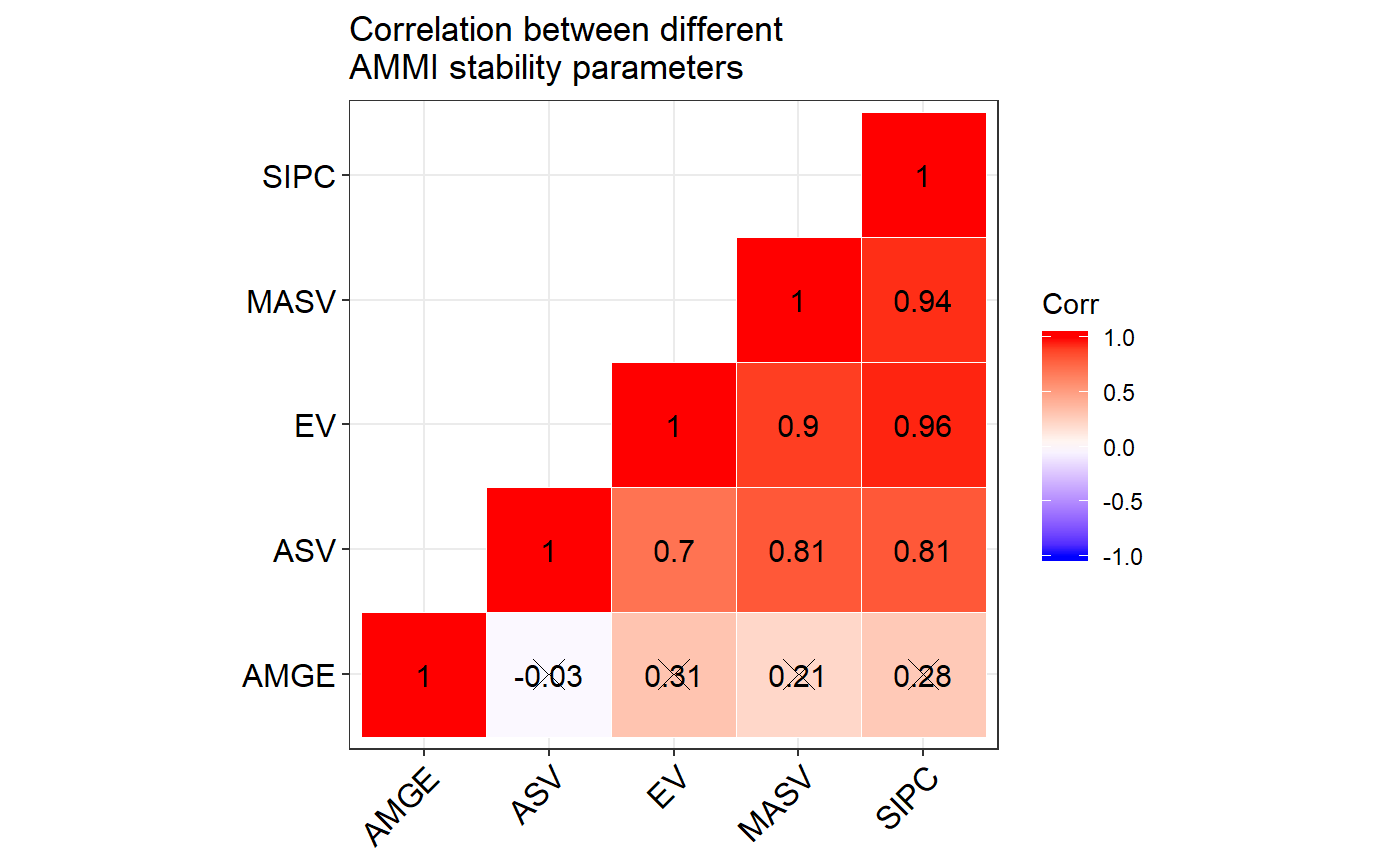 Correlation between different
AMMI stability parameters
SIPC
1
MASV
1
0.94
EV
1
0.9
0.96
ASV
1
0.7
0.81
0.81
AMGE
1
-0.03
0.31
0.21
0.28
AMGE
ASV
EV
MASV
SIPC
Corr
1.0
0.5
0.0
-0.5
-1.0